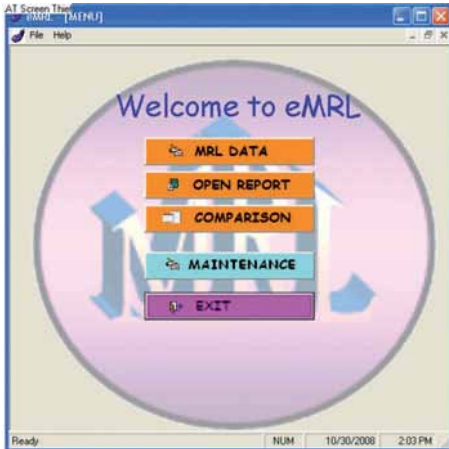 AT Screen Thief
eMRL - [MENU]
File Help
Welcome to eMRL
MRL DATA
OPEN REPORT
COMPARISON
MAINTENANCE
EXIT
MRL
Ready NUM 10/30/2008 2:03 PM